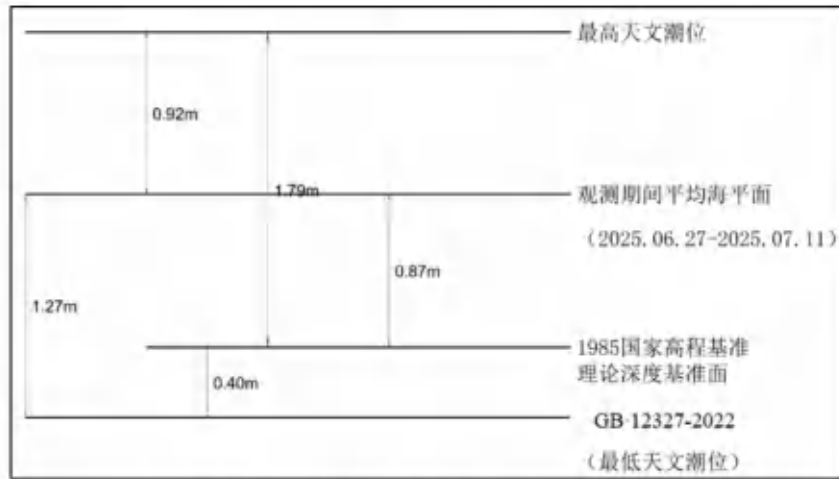 最高天文潮位
0.92m
1.79m
观测期间平均海平面
（2025.06.27-2025.07.11）
0.87m
1.27m
1985国家高程基准
理论深度基准面
0.40m
GB 12327-2022
（最低天文潮位）